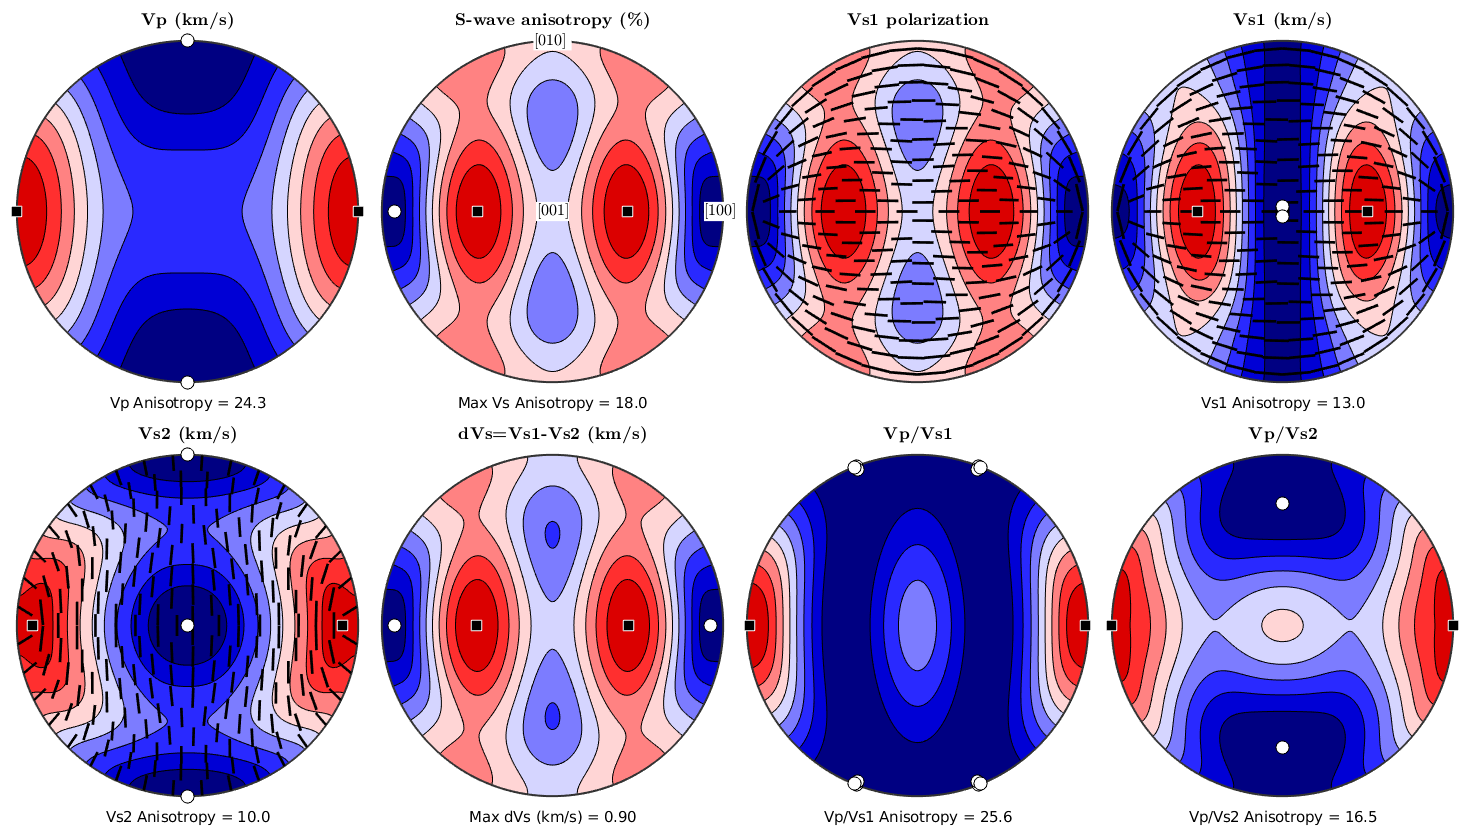 Vp (km/s)
S-wave anisotropy (%)
Vs1 polarization
Vs1 (km/s)
[010]
[001]
[100]
Vp Anisotropy = 24.3
Max Vs Anisotropy = 18.0
Vs1 Anisotropy = 13.0
Vs2 (km/s)
dVs=Vs1-Vs2 (km/s)
Vp/Vs1
Vp/Vs2
Vs2 Anisotropy = 10.0
Max dVs (km/s) = 0.90
Vp/Vs1 Anisotropy = 25.6
Vp/Vs2 Anisotropy = 16.5